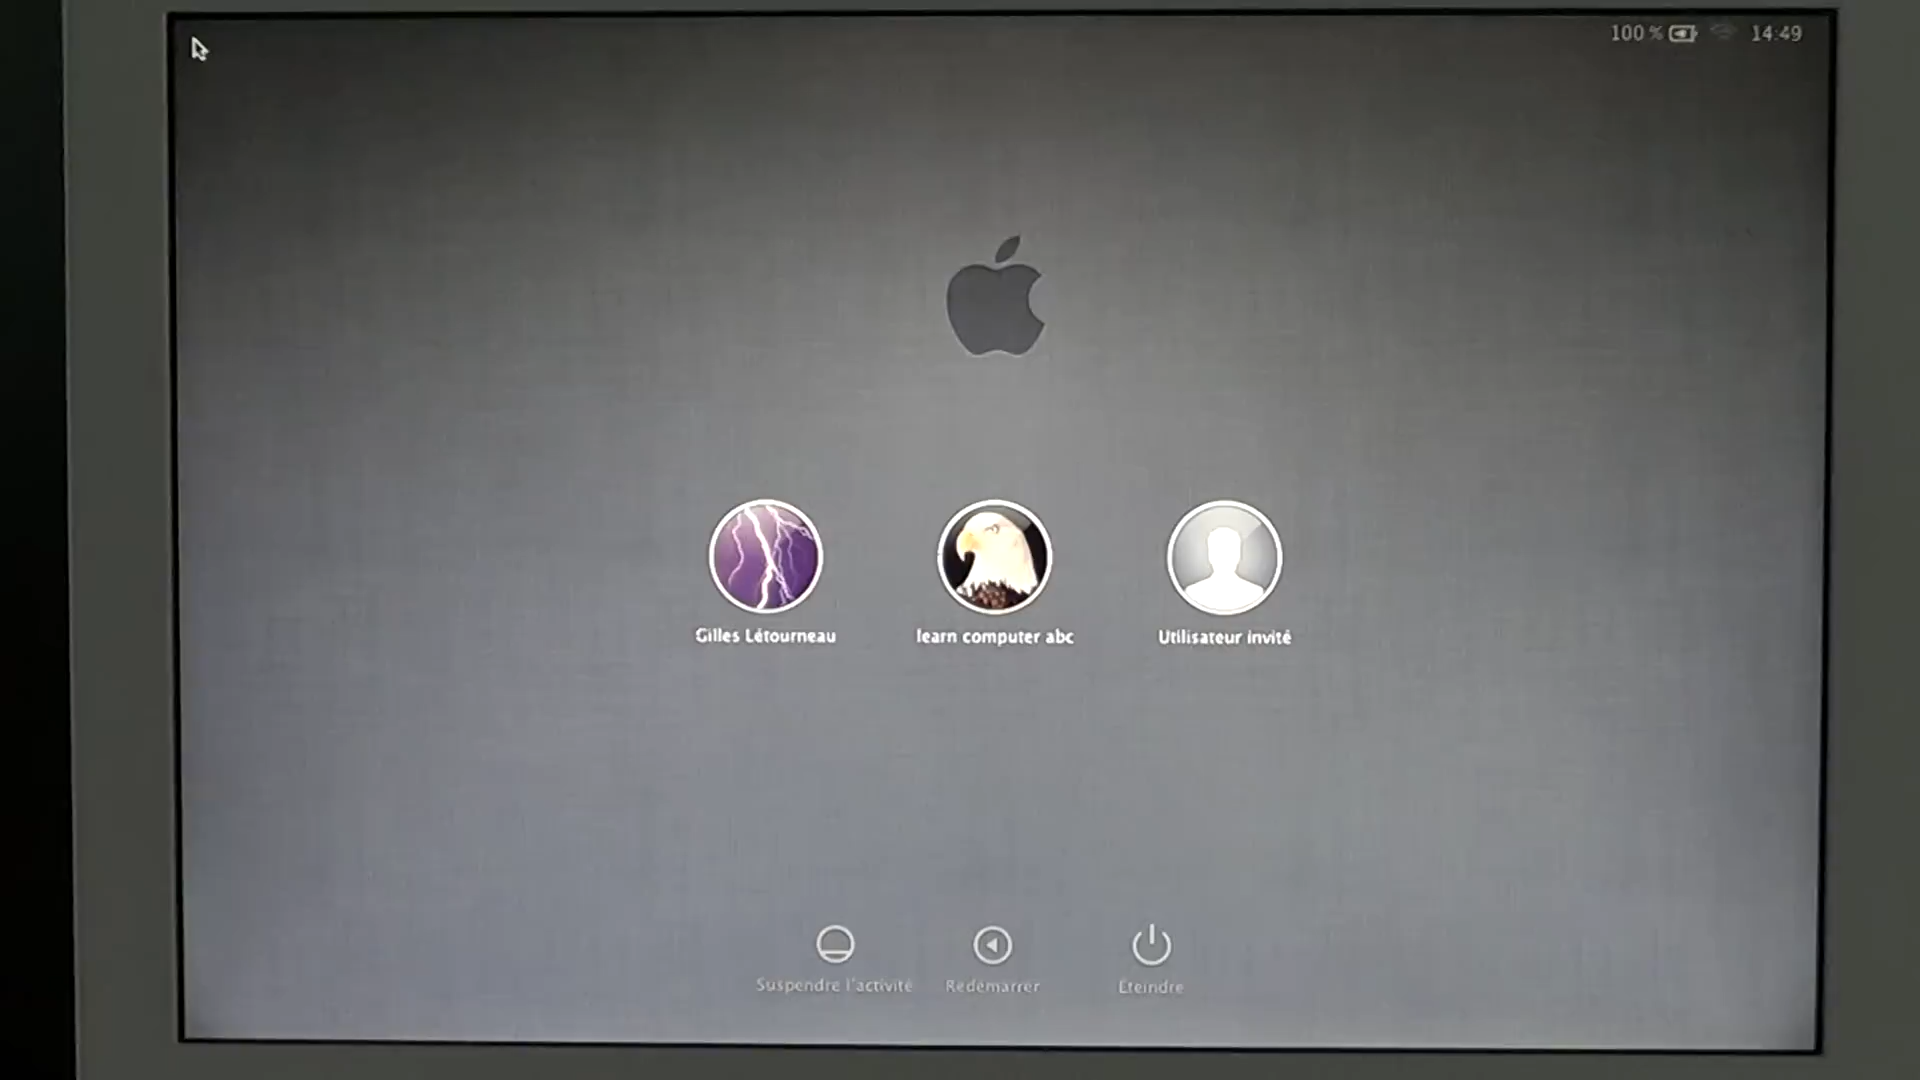 100 % 14:49
Gilles Létourneau
learn computer abc
Utilisateur invité
Suspendre l'activité
Redémarrer
Éteindre